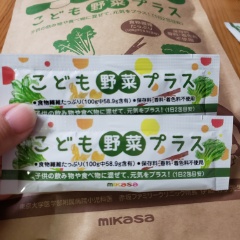 こども野菜プラス
こども 野菜 プラス
●食物繊維たっぷり(100g中58.9g含有) ●保存料・香料・着色料不使用
子供の飲み物や食べ物に混ぜて、元気をプラス!(1日2包目安)
mikasa
こども 野菜 プラス
●食物繊維たっぷり(100g中58.9g含有) ●保存料・香料・着色料不使用
子供の飲み物や食べ物に混ぜて、元気をプラス!(1日2包目安)
mikasa
MIKASA